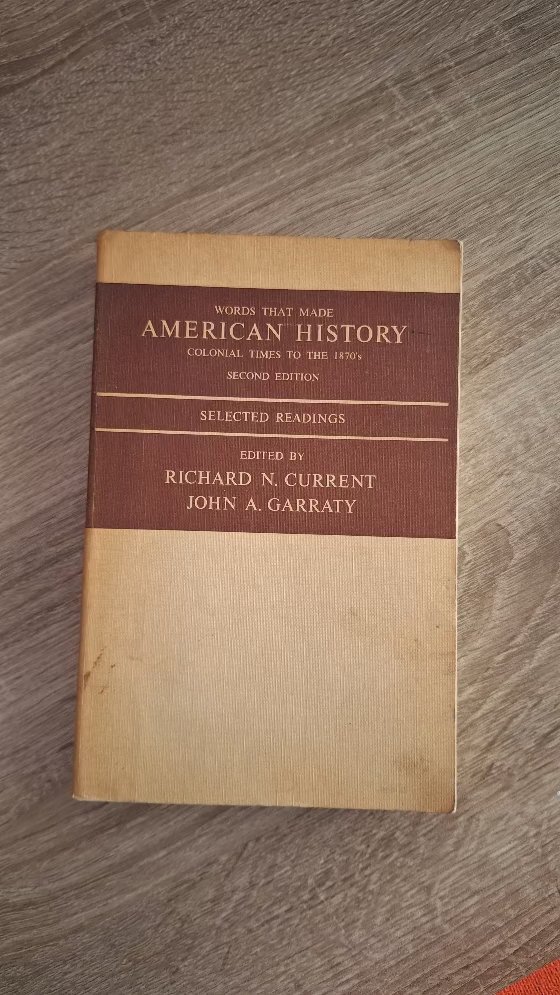 WORDS THAT MADE
AMERICAN HISTORY
COLONIAL TIMES TO THE 1870's
SECOND EDITION
SELECTED READINGS
EDITED BY
RICHARD N. CURRENT
JOHN A. GARRATY